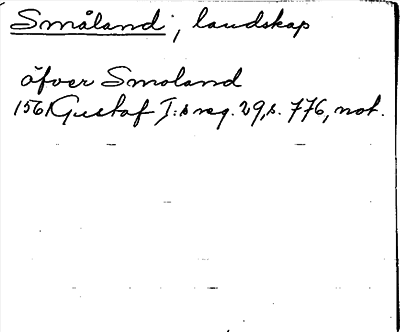 Småland, landskap
öfver Smoland
1561 Gustaf I:s reg. 29, s. 776, not.